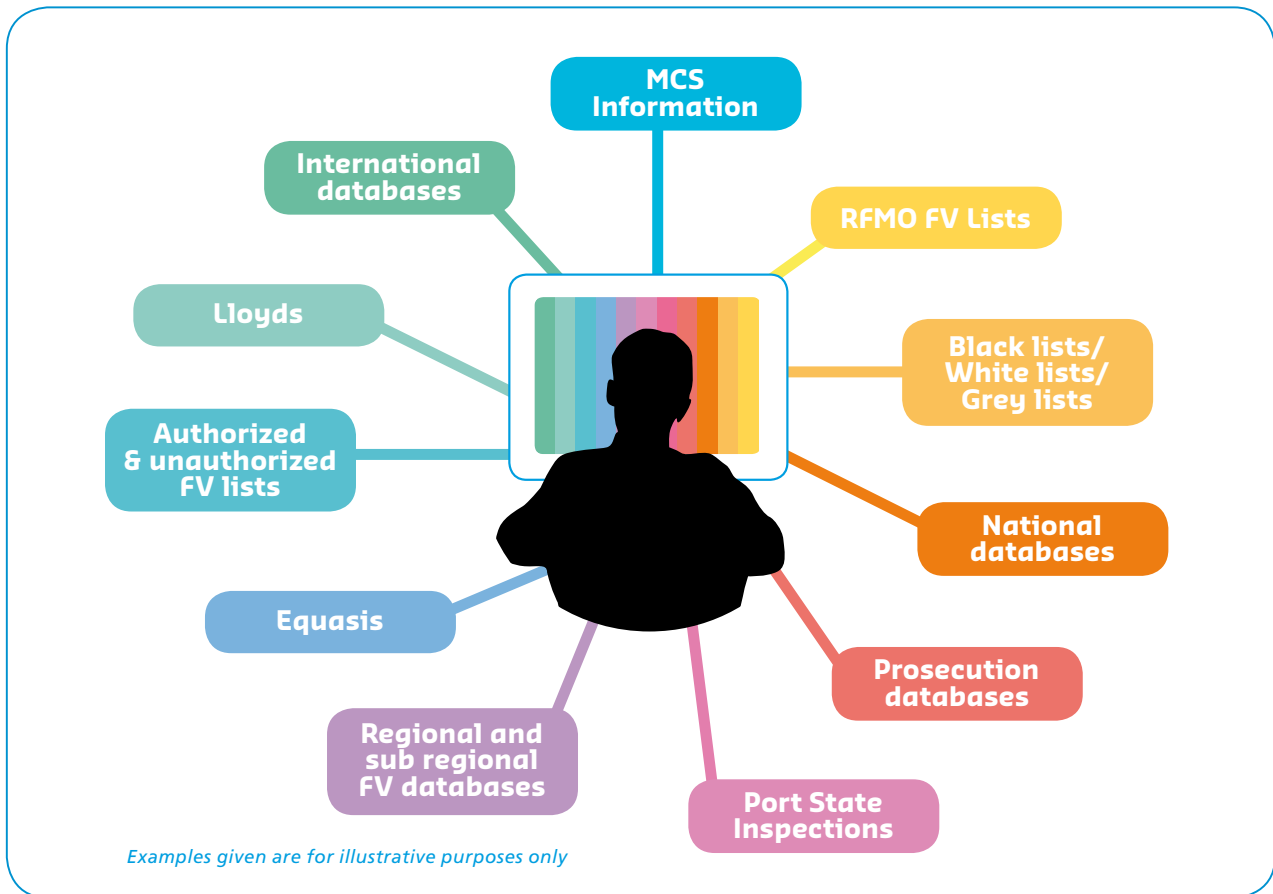 MCS
Information
International
databases
RFMO FV Lists
Lloyds
Black lists/
White lists/
Grey lists
Authorized
& unauthorized
FV lists
National
databases
Equasis
Prosecution
databases
Regional and
sub regional
FV databases
Port State
Inspections
Examples given are for illustrative purposes only